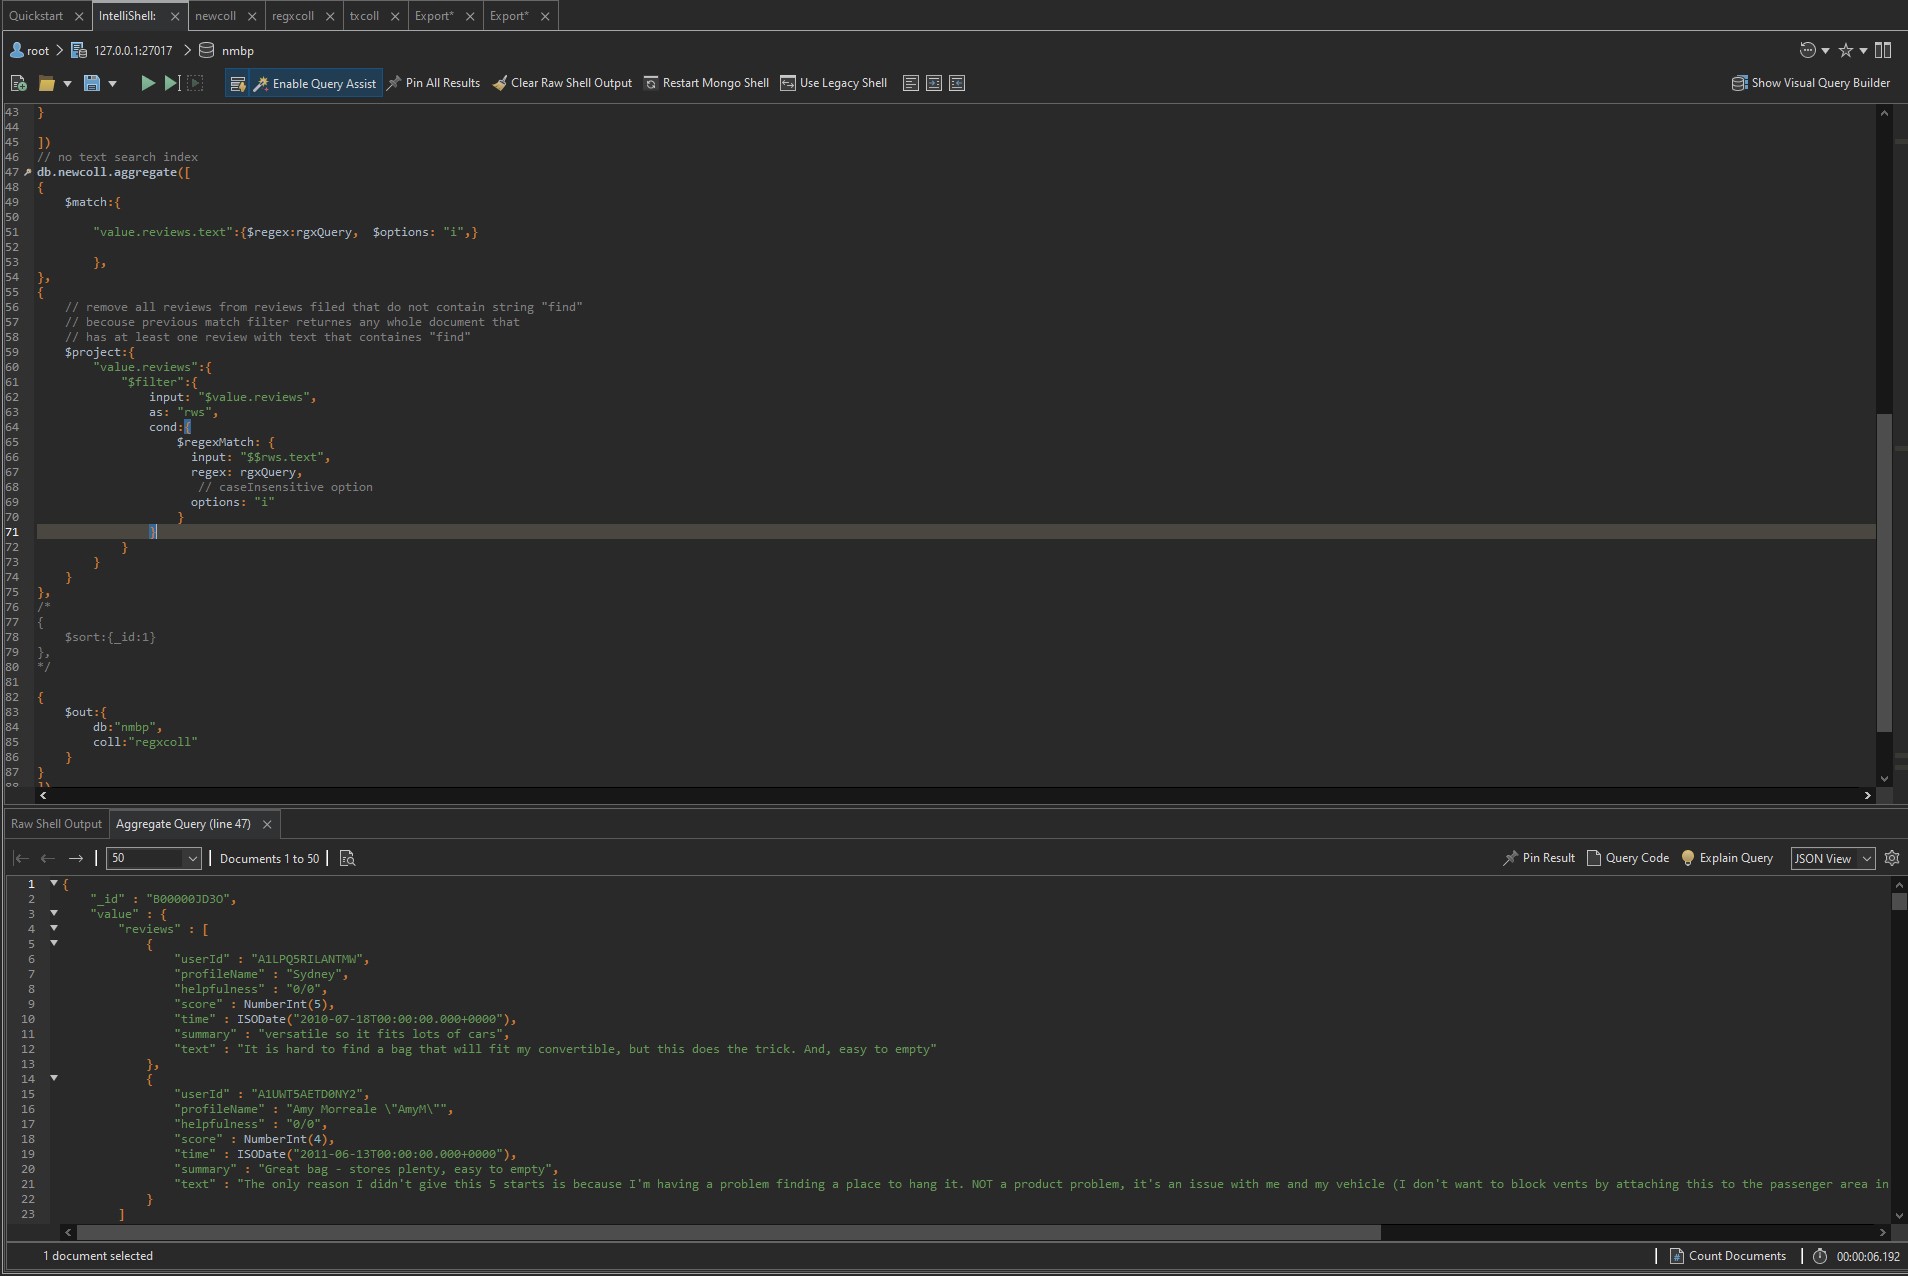 Quickstart IntelliShell: newcoll regxcoll txcoll Export* Export*
root 127.0.0.1:27017 nmbp
Enable Query Assist Pin All Results Clear Raw Shell Output Restart Mongo Shell Use Legacy Shell Show Visual Query Builder
43 }
44
45 ])
46 // no text search index
47 db.newcoll.aggregate([
48 {
49 $match:{
50
51 "value.reviews.text":{$regex:rgxQuery, $options: "i",}
52
53 },
54 },
55 {
56 // remove all reviews from reviews filed that do not contain string "find"
57 // becouse previous match filter returnes any whole document that
58 // has at least one review with text that containes "find"
59 $project:{
60 "value.reviews":{
61 "$filter":{
62 input: "$value.reviews",
63 as: "rws",
64 cond:{
65 $regexMatch: {
66 input: "$$rws.text",
67 regex: rgxQuery,
68 // caseInsensitive option
69 options: "i"
70 }
71 }
72 }
73 }
74 }
75 },
76 /*
77 {
78 $sort:{_id:1}
79 },
80 */
81
82 {
83 $out:{
84 db:"nmbp",
85 coll:"regxcoll"
86 }
87 }
88 ])
Raw Shell Output Aggregate Query (line 47)
50 Documents 1 to 50 Pin Result Query Code Explain Query JSON View
1 {
2 "_id" : "B00000JD3O",
3 "value" : {
4 "reviews" : [
5 {
6 "userId" : "A1LPQ5RILANTMW",
7 "profileName" : "Sydney",
8 "helpfulness" : "0/0",
9 "score" : NumberInt(5),
10 "time" : ISODate("2010-07-18T00:00:00.000+0000"),
11 "summary" : "versatile so it fits lots of cars",
12 "text" : "It is hard to find a bag that will fit my convertible, but this does the trick. And, easy to empty"
13 },
14 {
15 "userId" : "A1UWT5AETD0NY2",
16 "profileName" : "Amy Morreale \"AmyM\"",
17 "helpfulness" : "0/0",
18 "score" : NumberInt(4),
19 "time" : ISODate("2011-06-13T00:00:00.000+0000"),
20 "summary" : "Great bag - stores plenty, easy to empty",
21 "text" : "The only reason I didn't give this 5 starts is because I'm having a problem finding a place to hang it. NOT a product problem, it's an issue with me and my vehicle (I don't want to block vents by attaching this to the passenger area in
22 }
23 ]
1 document selected Count Documents 00:00:06.192